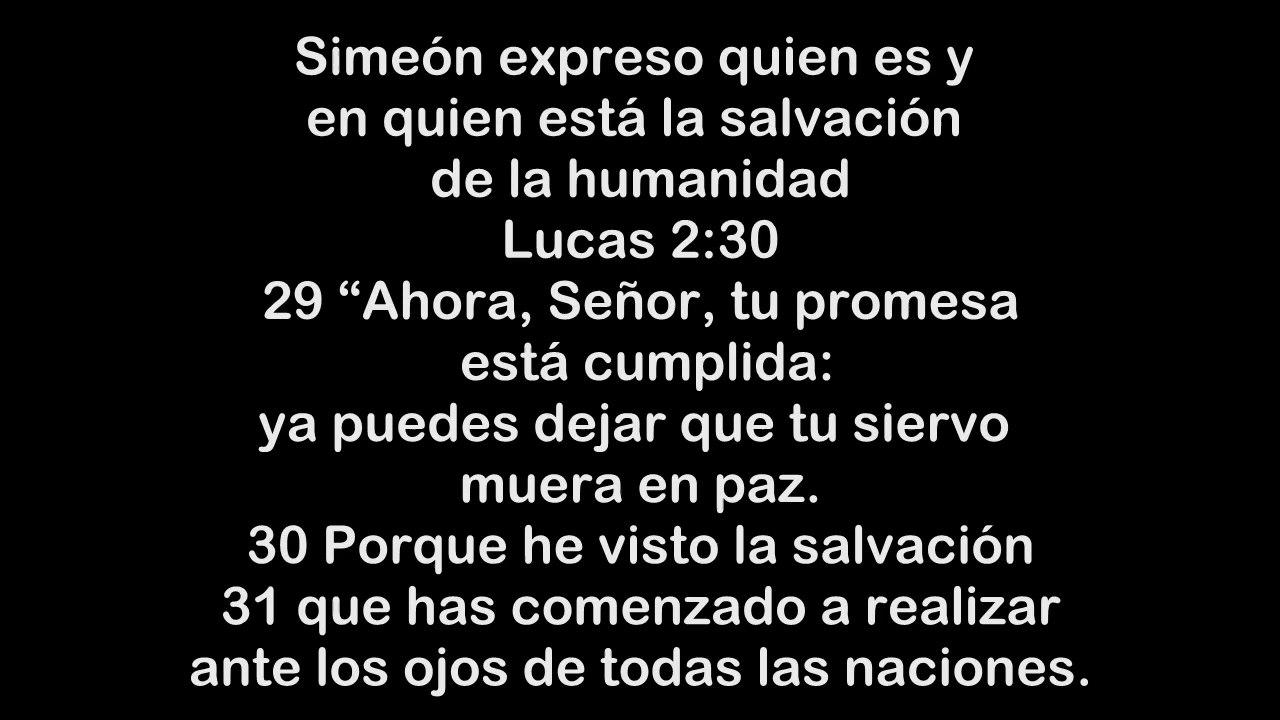 Simeón expreso quien es y
en quien está la salvación
de la humanidad
Lucas 2:30
29 “Ahora, Señor, tu promesa
está cumplida:
ya puedes dejar que tu siervo
muera en paz.
30 Porque he visto la salvación
31 que has comenzado a realizar
ante los ojos de todas las naciones.